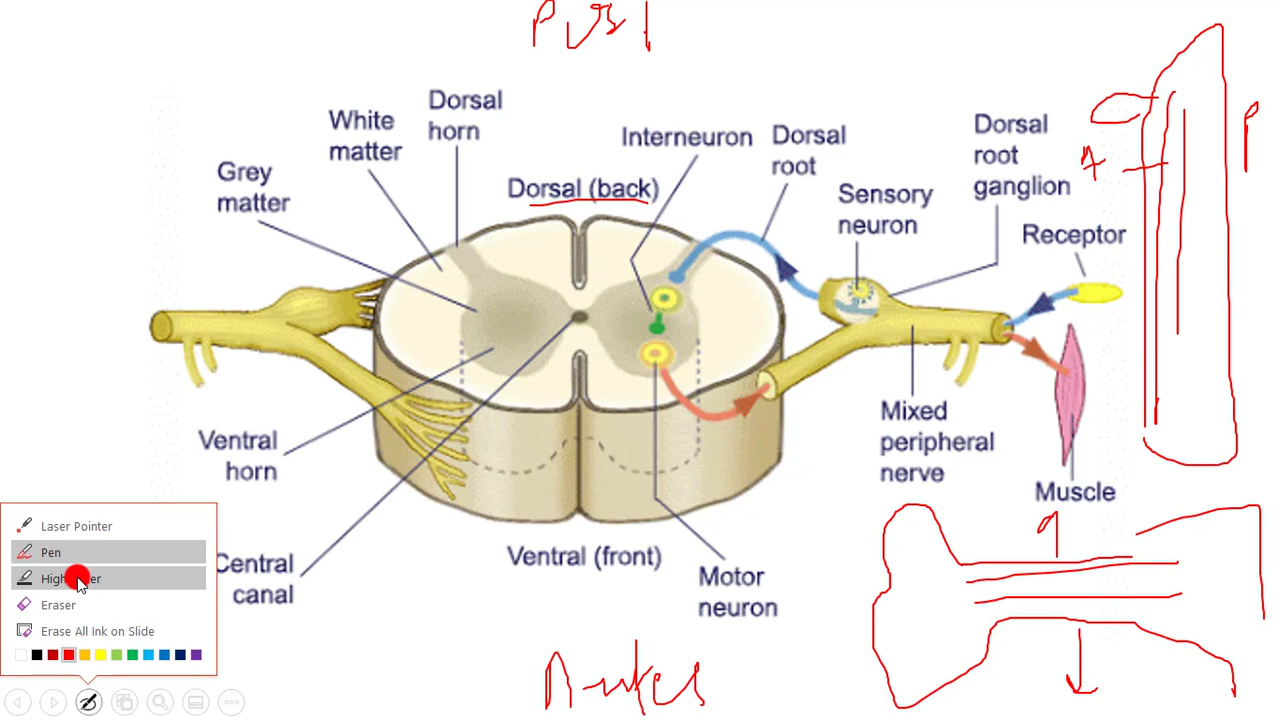 Dorsal
horn
White
matter
Interneuron
Dorsal
root
Dorsal
root
ganglion
Grey
matter
Dorsal (back)
Sensory
neuron
Receptor
P
Mixed
peripheral
nerve
Ventral
horn
Muscle
Central
canal
Ventral (front)
Motor
neuron
Laser Pointer
Pen
Eraser
Erase All Ink on Slide